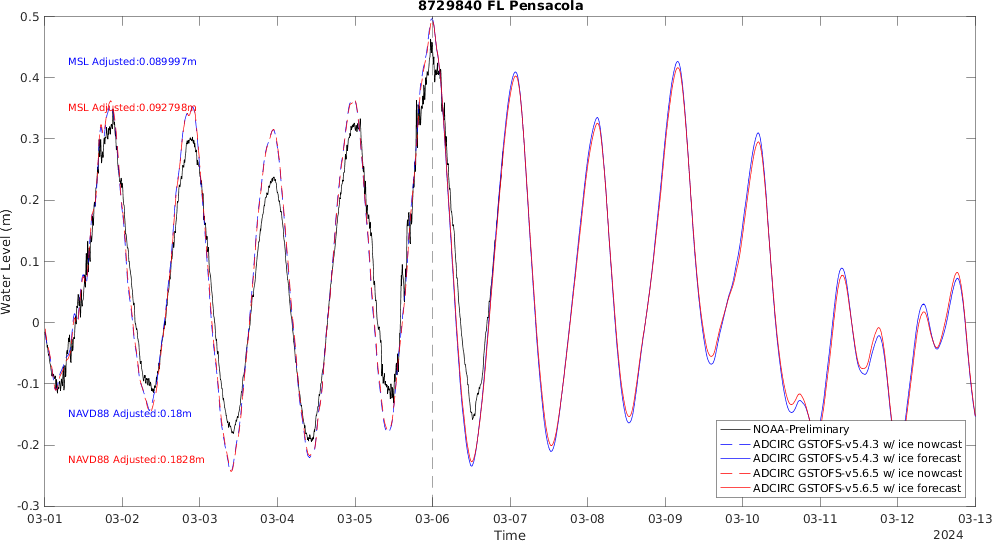 8729840 FL Pensacola
0.5
0.4
0.3
0.2
0.1
0
-0.1
-0.2
-0.3
Water Level (m)
MSL Adjusted:0.089997m
MSL Adjusted:0.092798m
NAVD88 Adjusted:0.18m
NAVD88 Adjusted:0.1828m
NOAA-Preliminary
ADCIRC GSTOFS-v5.4.3 w/ ice nowcast
ADCIRC GSTOFS-v5.4.3 w/ ice forecast
ADCIRC GSTOFS-v5.6.5 w/ ice nowcast
ADCIRC GSTOFS-v5.6.5 w/ ice forecast
03-01 03-02 03-03 03-04 03-05 03-06 03-07 03-08 03-09 03-10 03-11 03-12 03-13
Time
2024